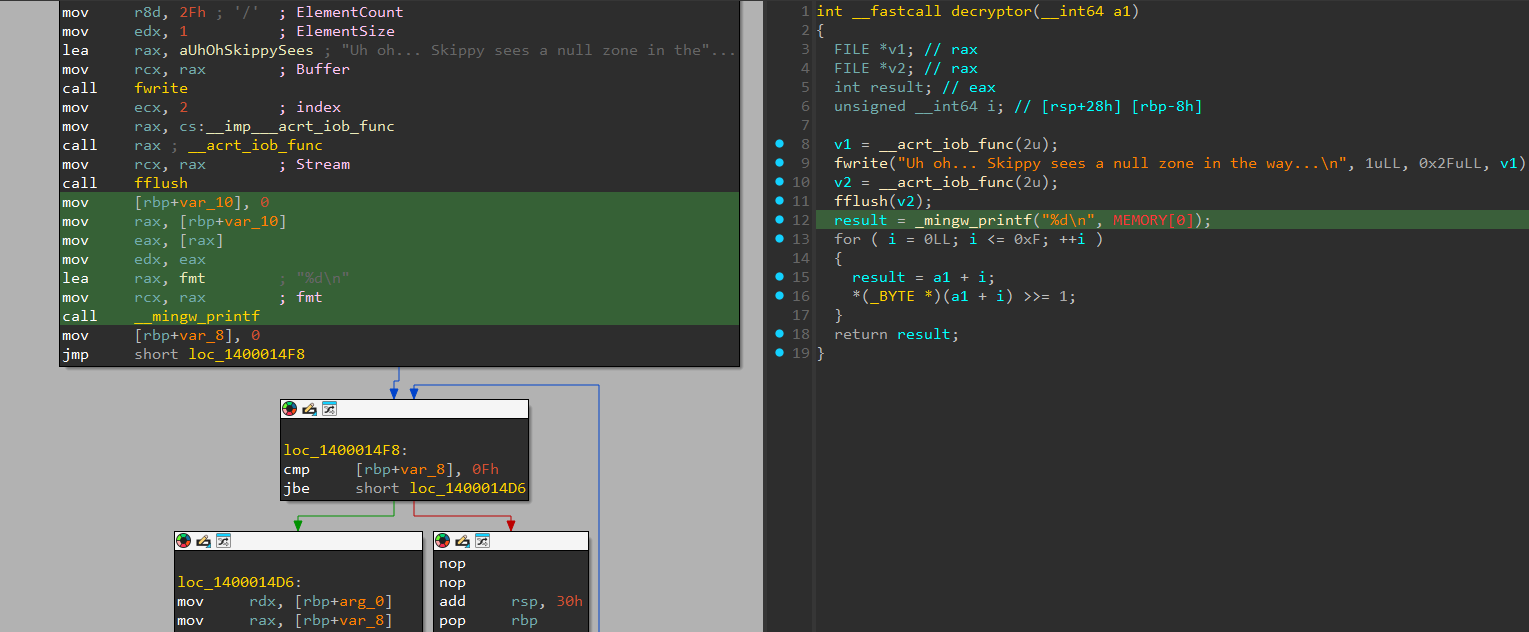 mov r8d, 2Fh ; '/' ; ElementCount
mov edx, 1 ; ElementSize
lea rax, aUhOhSkippySees ; "Uh oh... Skippy sees a null zone in the"...
mov rcx, rax ; Buffer
call fwrite
mov ecx, 2 ; index
mov rax, cs:__imp___acrt_iob_func
call rax ; __acrt_iob_func
mov rcx, rax ; Stream
call fflush
mov [rbp+var_10], 0
mov rax, [rbp+var_10]
mov eax, [rax]
mov edx, eax
lea rax, fmt ; "%d\n"
mov rcx, rax ; fmt
call __mingw_printf
mov [rbp+var_8], 0
jmp short loc_1400014F8
loc_1400014F8:
cmp [rbp+var_8], 0Fh
jbe short loc_1400014D6
loc_1400014D6:
mov rdx, [rbp+arg_0]
mov rax, [rbp+var_8]
nop
nop
add rsp, 30h
pop rbp
1 int __fastcall decryptor(__int64 a1)
2 {
3 FILE *v1; // rax
4 FILE *v2; // rax
5 int result; // eax
6 unsigned __int64 i; // [rsp+28h] [rbp-8h]
7
8 v1 = __acrt_iob_func(2u);
9 fwrite("Uh oh... Skippy sees a null zone in the way...\n", 1uLL, 0x2FuLL, v1)
10 v2 = __acrt_iob_func(2u);
11 fflush(v2);
12 result = _mingw_printf("%d\n", MEMORY[0]);
13 for ( i = 0LL; i <= 0xF; ++i )
14 {
15 result = a1 + i;
16 *(_BYTE *)(a1 + i) >>= 1;
17 }
18 return result;
19 }